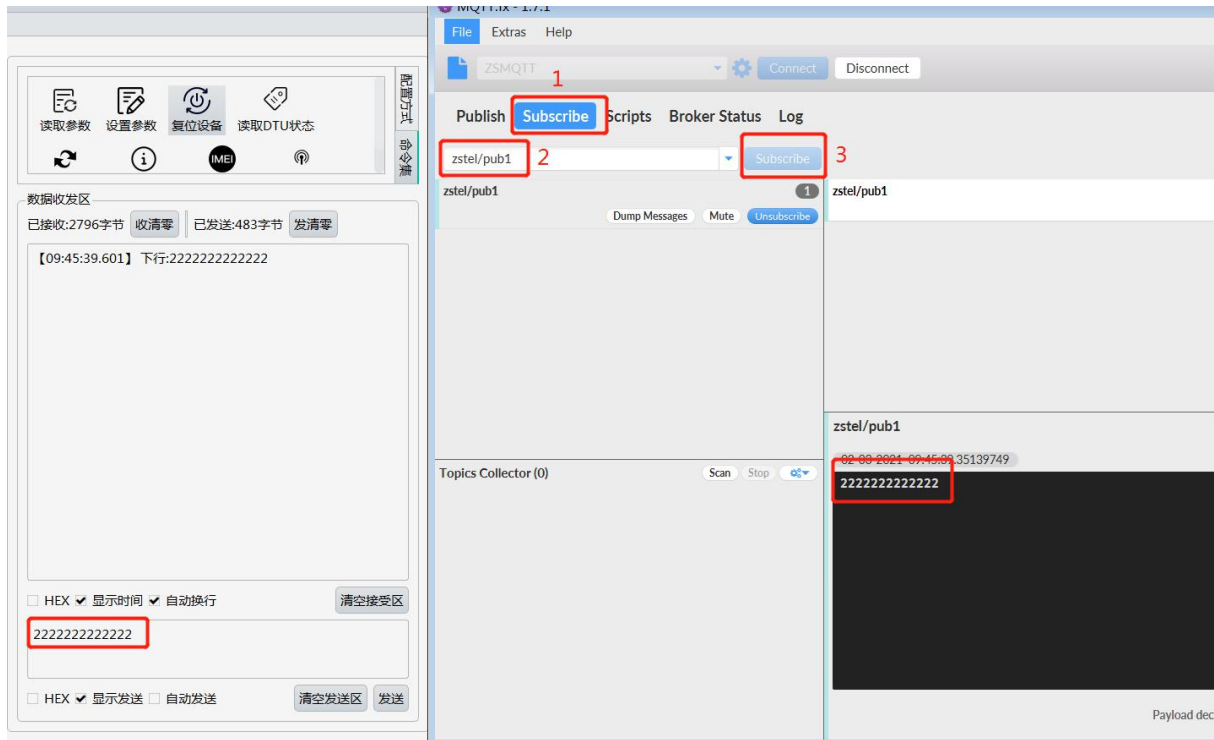 MQTT.fx - 1.7.1
File Extras Help
ZSMQTT Connect Disconnect
1
Publish Subscribe Scripts Broker Status Log
zstel/pub1 2 Subscribe 3
zstel/pub1 1
Dump Messages Mute Unsubscribe
zstel/pub1
Topics Collector (0) Scan Stop
zstel/pub1
2222222222222
Payload dec
配置方式
命令集
读取参数 设置参数 复位设备 读取DTU状态
IMEI
数据收发区
已接收:2796字节 收清零 已发送:483字节 发清零
【09:45:39.601】下行:2222222222222
HEX 显示时间 自动换行 清空接受区
2222222222222
HEX 显示发送 自动发送 清空发送区 发送